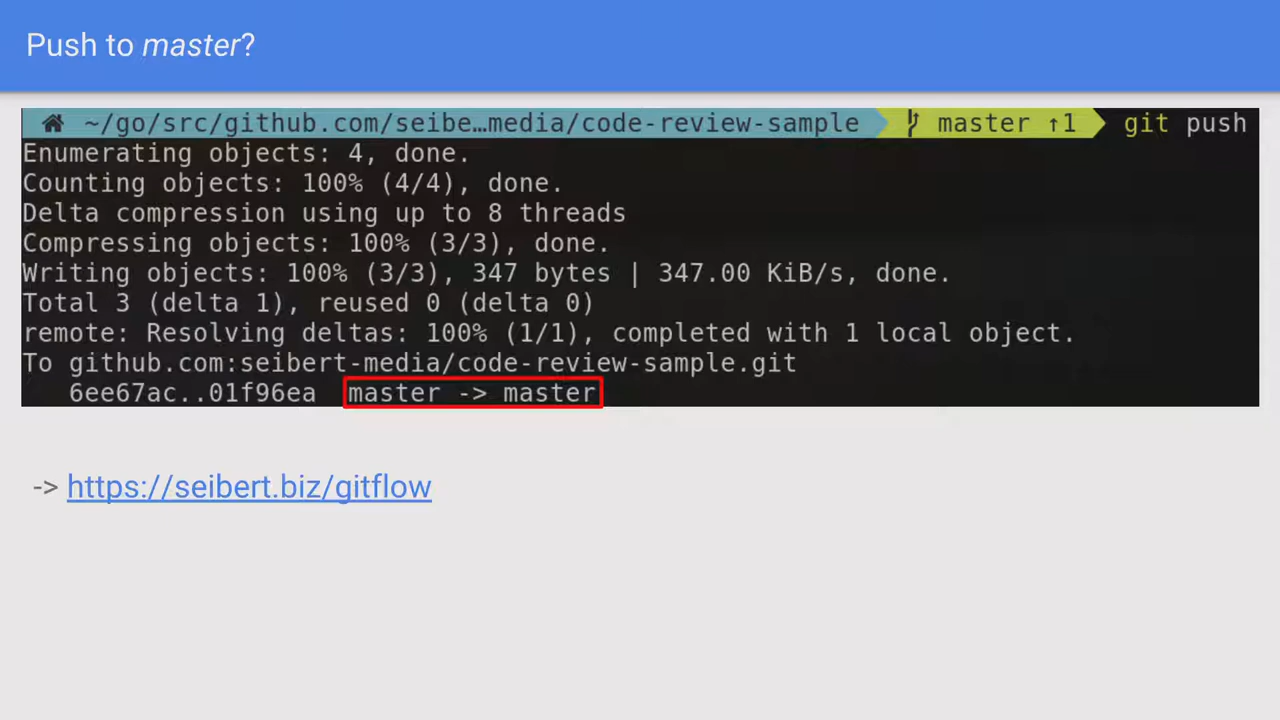 Push to master?
~/go/src/github.com/seibe…media/code-review-sample master ↑1 git push
Enumerating objects: 4, done.
Counting objects: 100% (4/4), done.
Delta compression using up to 8 threads
Compressing objects: 100% (3/3), done.
Writing objects: 100% (3/3), 347 bytes | 347.00 KiB/s, done.
Total 3 (delta 1), reused 0 (delta 0)
remote: Resolving deltas: 100% (1/1), completed with 1 local object.
To github.com:seibert-media/code-review-sample.git
6ee67ac..01f96ea master -> master
-> https://seibert.biz/gitflow